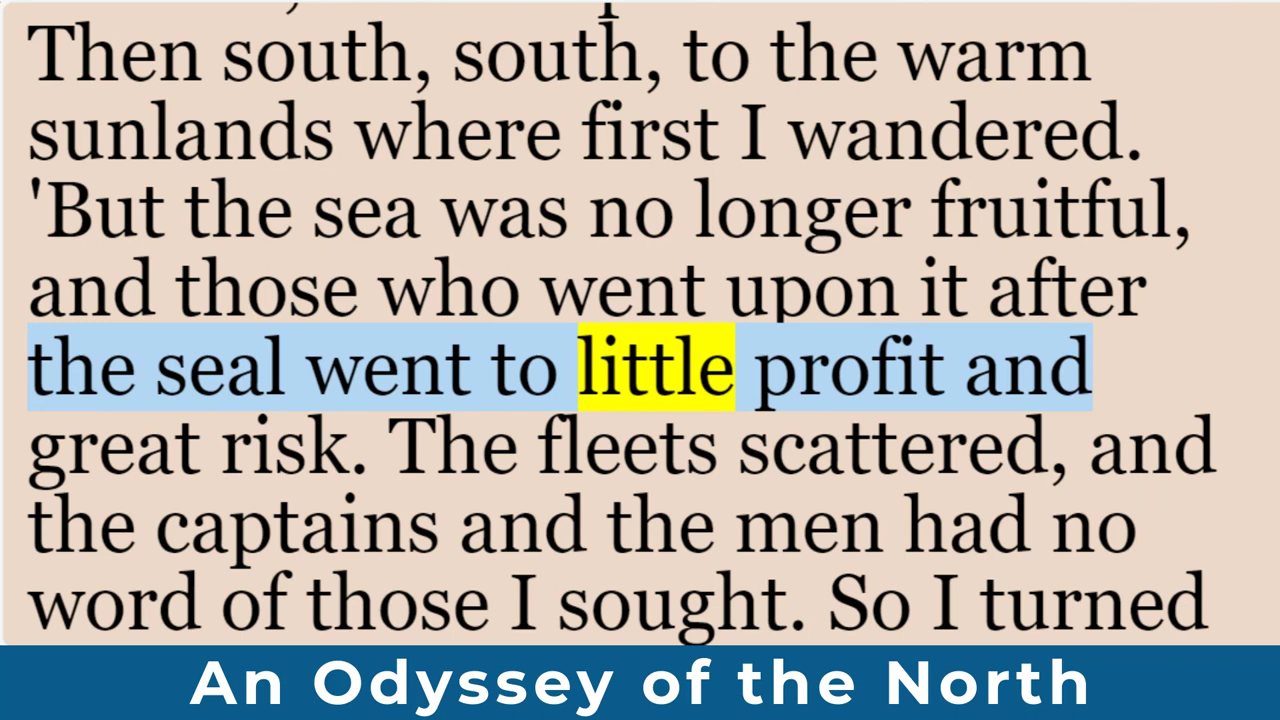 Then south, south, to the warm
sunlands where first I wandered.
'But the sea was no longer fruitful,
and those who went upon it after
the seal went to little profit and
great risk. The fleets scattered, and
the captains and the men had no
word of those I sought. So I turned
An Odyssey of the North